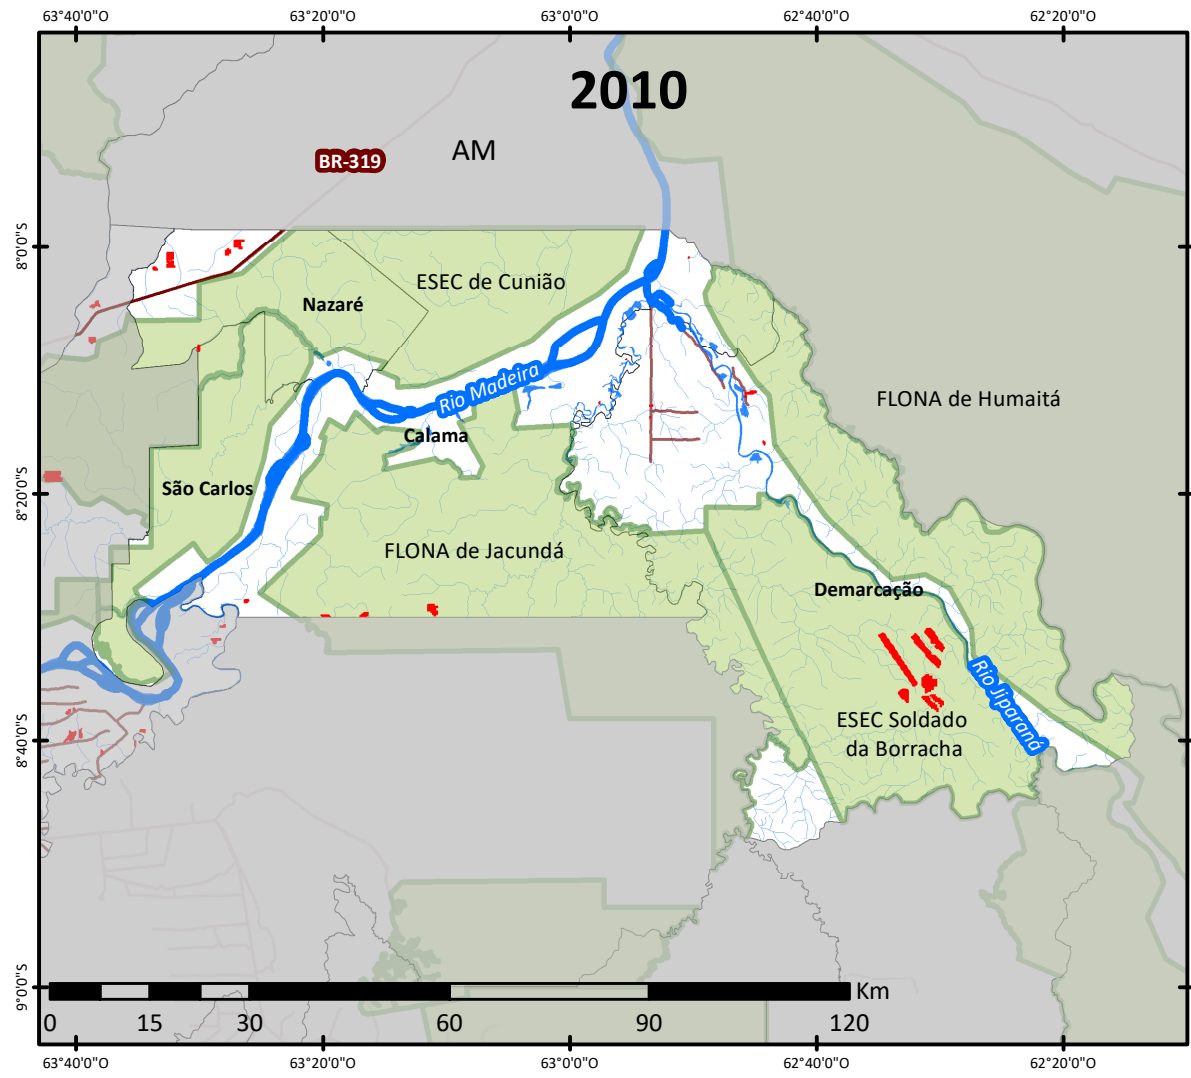 63°40'0"O 63°20'0"O 63°0'0"O 62°40'0"O 62°20'0"O
2010
AM
BR-319
8°0'0"S
ESEC de Cunião
Nazaré
Rio Madeira
FLONA de Humaitá
Calama
8°20'0"S
São Carlos
FLONA de Jacundá
Demarcação
Rio Jiparaná
ESEC Soldado
da Borracha
8°40'0"S
9°0'0"S
Km
0 15 30 60 90 120
63°40'0"O 63°20'0"O 63°0'0"O 62°40'0"O 62°20'0"O